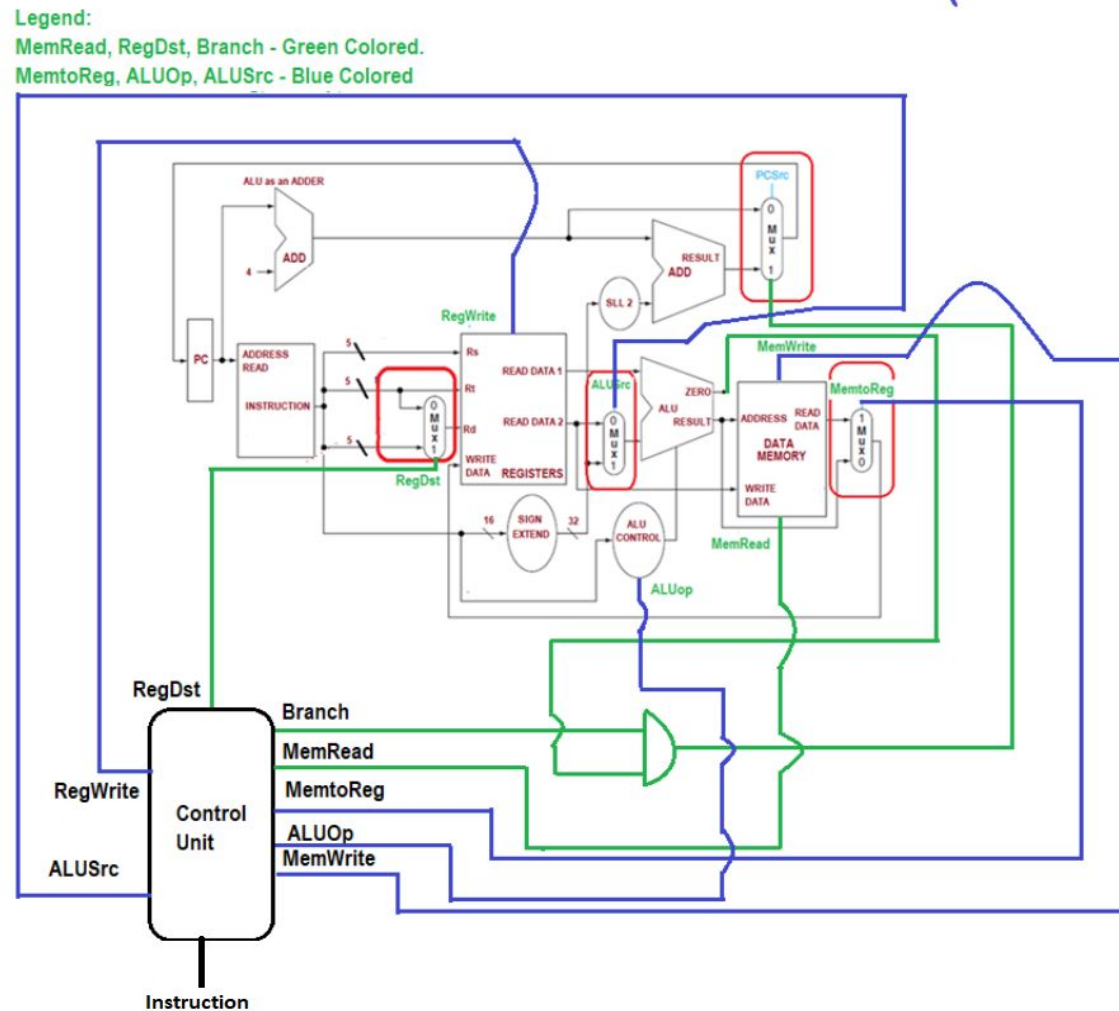 Legend:
MemRead, RegDst, Branch - Green Colored.
MemtoReg, ALUOp, ALUSrc - Blue Colored
ALU as an ADDER
PCSrc
0
Mux
1
ADD
4
RESULT
ADD
SLL 2
RegWrite
MemWrite
PC
ADDRESS
READ
INSTRUCTION
5
5
5
0
Mux
1
RegDst
Rs
Rt
Rd
WRITE
DATA
READ DATA 1
READ DATA 2
REGISTERS
ALUSrc
0
Mux
1
ZERO
ALU
RESULT
ADDRESS
READ
DATA
DATA
MEMORY
WRITE
DATA
MemtoReg
1
Mux
0
16
SIGN
EXTEND
32
ALU
CONTROL
MemRead
ALUop
RegDst
Branch
MemRead
MemtoReg
ALUOp
MemWrite
RegWrite
ALUSrc
Control
Unit
Instruction